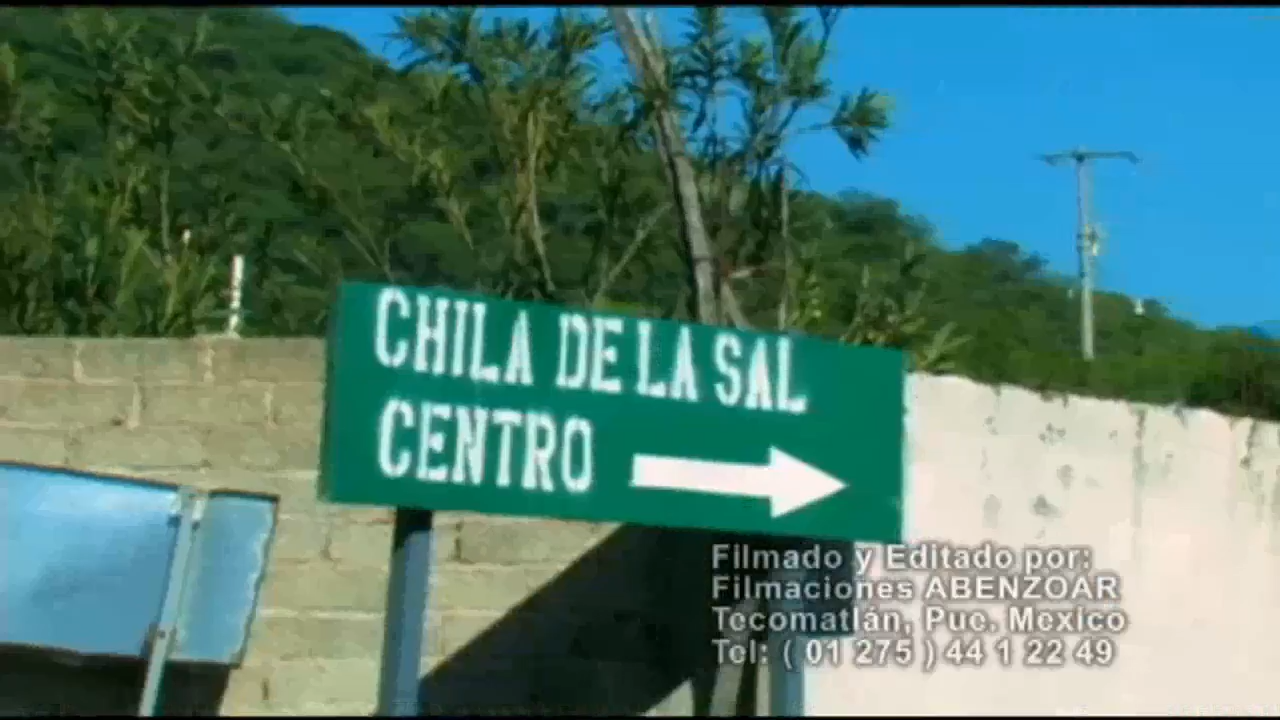 CHILA DE LA SAL
CENTRO
Filmado y Editado por:
Filmaciones ABENZOAR
Tecomatlán, Pue. Mexico
Tel: ( 01 275 ) 44 1 22 49